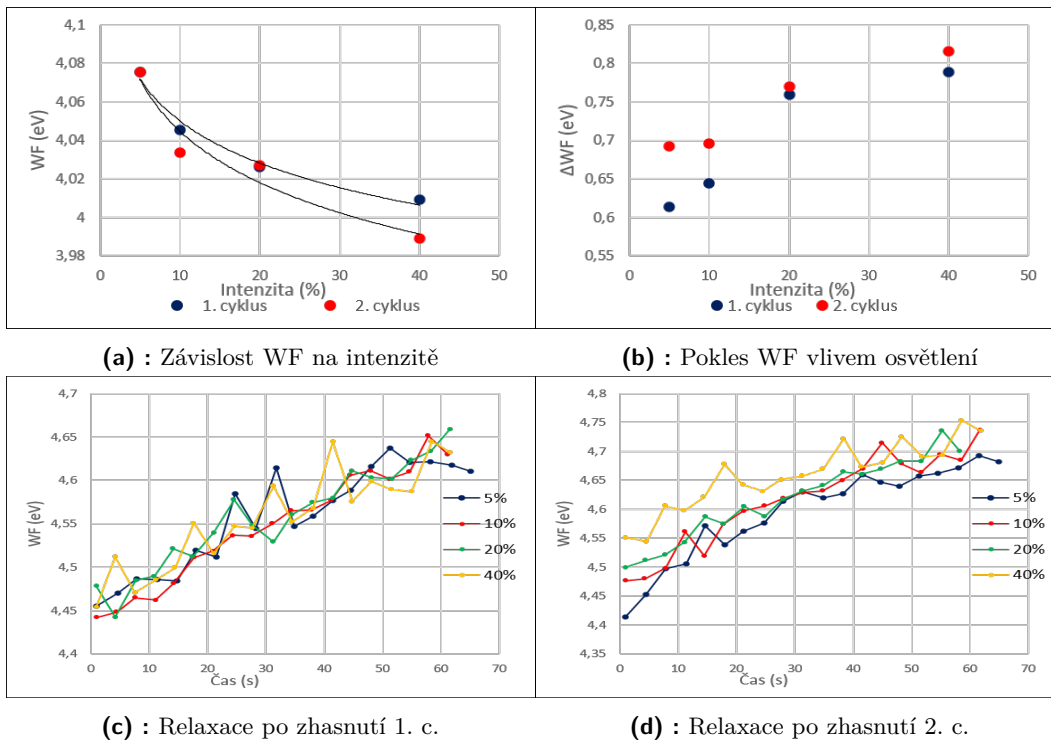 4,1
4,08
4,06
4,04
4,02
4
3,98
WF (eV)
0 10 20 30 40 50
Intenzita (%)
1. cyklus 2. cyklus
(a) : Závislost WF na intenzitě
0,85
0,8
0,75
0,7
0,65
0,6
0,55
ΔWF (eV)
0 10 20 30 40 50
Intenzita (%)
1. cyklus 2. cyklus
(b) : Pokles WF vlivem osvětlení
4,7
4,65
4,6
4,55
4,5
4,45
4,4
WF (eV)
0 10 20 30 40 50 60 70
Čas (s)
5%
10%
20%
40%
(c) : Relaxace po zhasnutí 1. c.
4,8
4,75
4,7
4,65
4,6
4,55
4,5
4,45
4,4
4,35
WF (eV)
0 10 20 30 40 50 60 70
Čas (s)
5%
10%
20%
40%
(d) : Relaxace po zhasnutí 2. c.